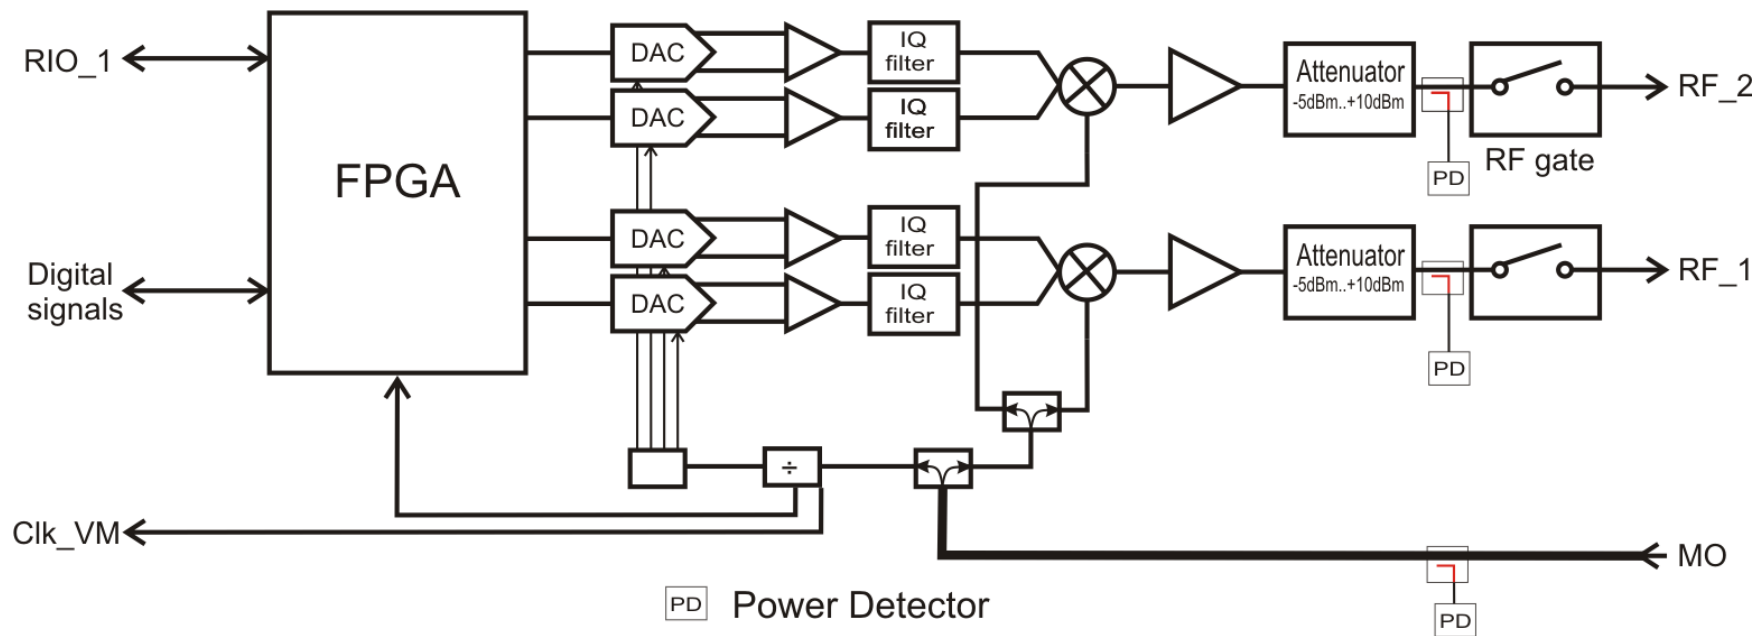 RIO_1
Digital
signals
Clk_VM
FPGA
DAC
IQ
filter
DAC
IQ
filter
Attenuator
-5dBm..+10dBm
PD
RF gate
RF_2
DAC
IQ
filter
DAC
IQ
filter
Attenuator
-5dBm..+10dBm
PD
RF_1
÷
MO
PD
PD Power Detector